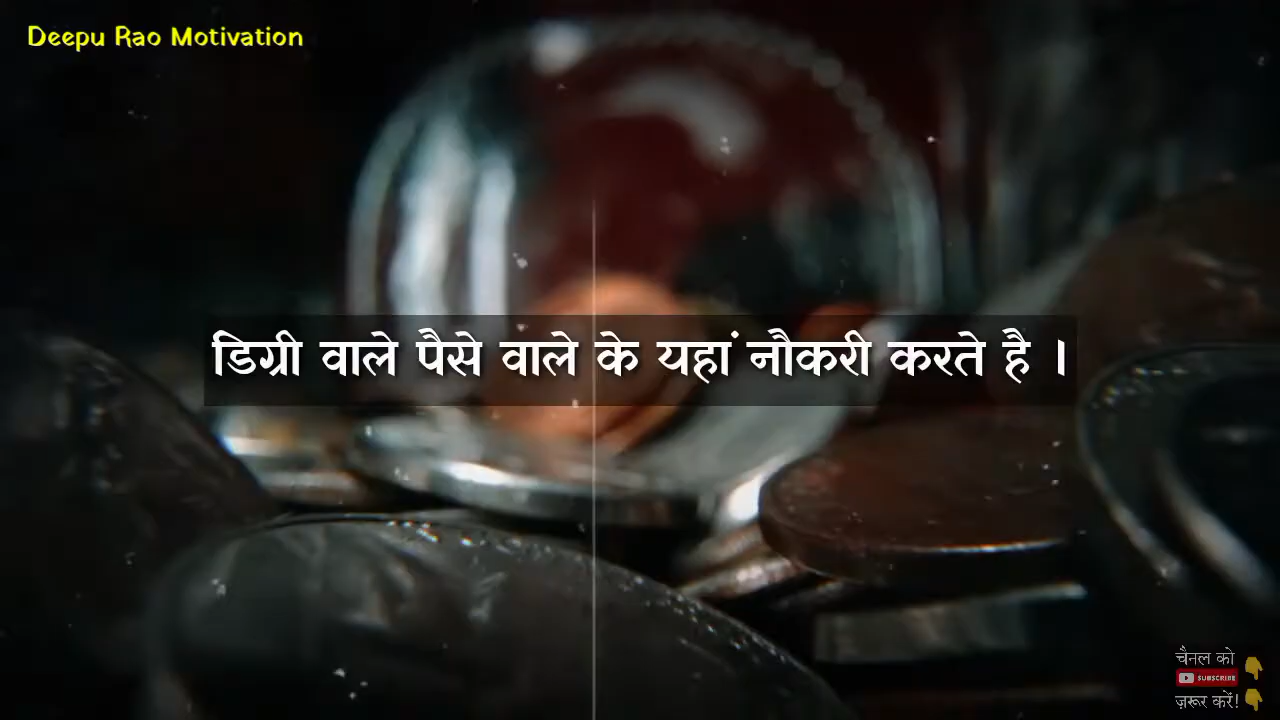 Deepu Rao Motivation
डिग्री वाले पैसे वाले के यहां नौकरी करते है ।
चैनल को
SUBSCRIBE
ज़रूर करें!